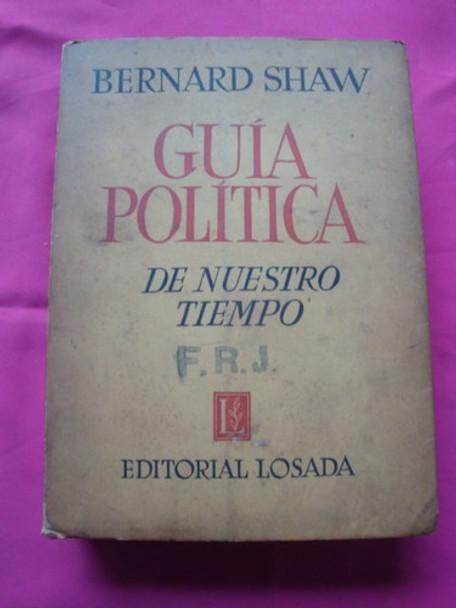 BERNARD SHAW
GUÍA
POLÍTICA
DE NUESTRO
TIEMPO
F.R.J.
L
EDITORIAL LOSADA